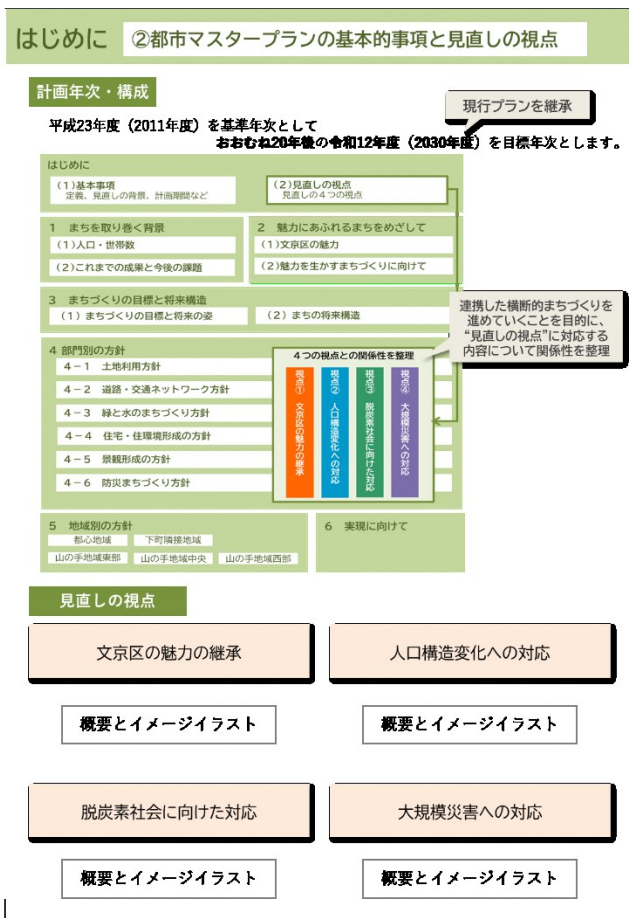 はじめに ②都市マスタープランの基本的事項と見直しの視点
計画年次・構成
現行プランを継承
平成23年度（2011年度）を基準年次として
おおむね20年後の令和12年度（2030年度）を目標年次とします。
はじめに
（1）基本事項
定義、見直しの背景、計画期間など
（2）見直しの視点
見直しの４つの視点
1 まちを取り巻く背景
（1）人口・世帯数
（2）これまでの成果と今後の課題
2 魅力にあふれるまちをめざして
（1）文京区の魅力
（2）魅力を生かすまちづくりに向けて
3 まちづくりの目標と将来構造
（1）まちづくりの目標と将来の姿
（2）まちの将来構造
連携した横断的まちづくりを
進めていくことを目的に、
“見直しの視点”に対応する
内容について関係性を整理
4 部門別の方針
4－1 土地利用方針
4－2 道路・交通ネットワーク方針
4－3 緑と水のまちづくり方針
4－4 住宅・住環境形成の方針
4－5 景観形成の方針
4－6 防災まちづくり方針
４つの視点との関係性を整理
視点① 文京区の魅力の継承
視点② 人口構造変化への対応
視点③ 脱炭素社会に向けた対応
視点④ 大規模災害への対応
5 地域別の方針
都心地域 下町隣接地域
山の手地域東部 山の手地域中央 山の手地域西部
6 実現に向けて
見直しの視点
文京区の魅力の継承
人口構造変化への対応
概要とイメージイラスト
概要とイメージイラスト
脱炭素社会に向けた対応
大規模災害への対応
概要とイメージイラスト
概要とイメージイラスト